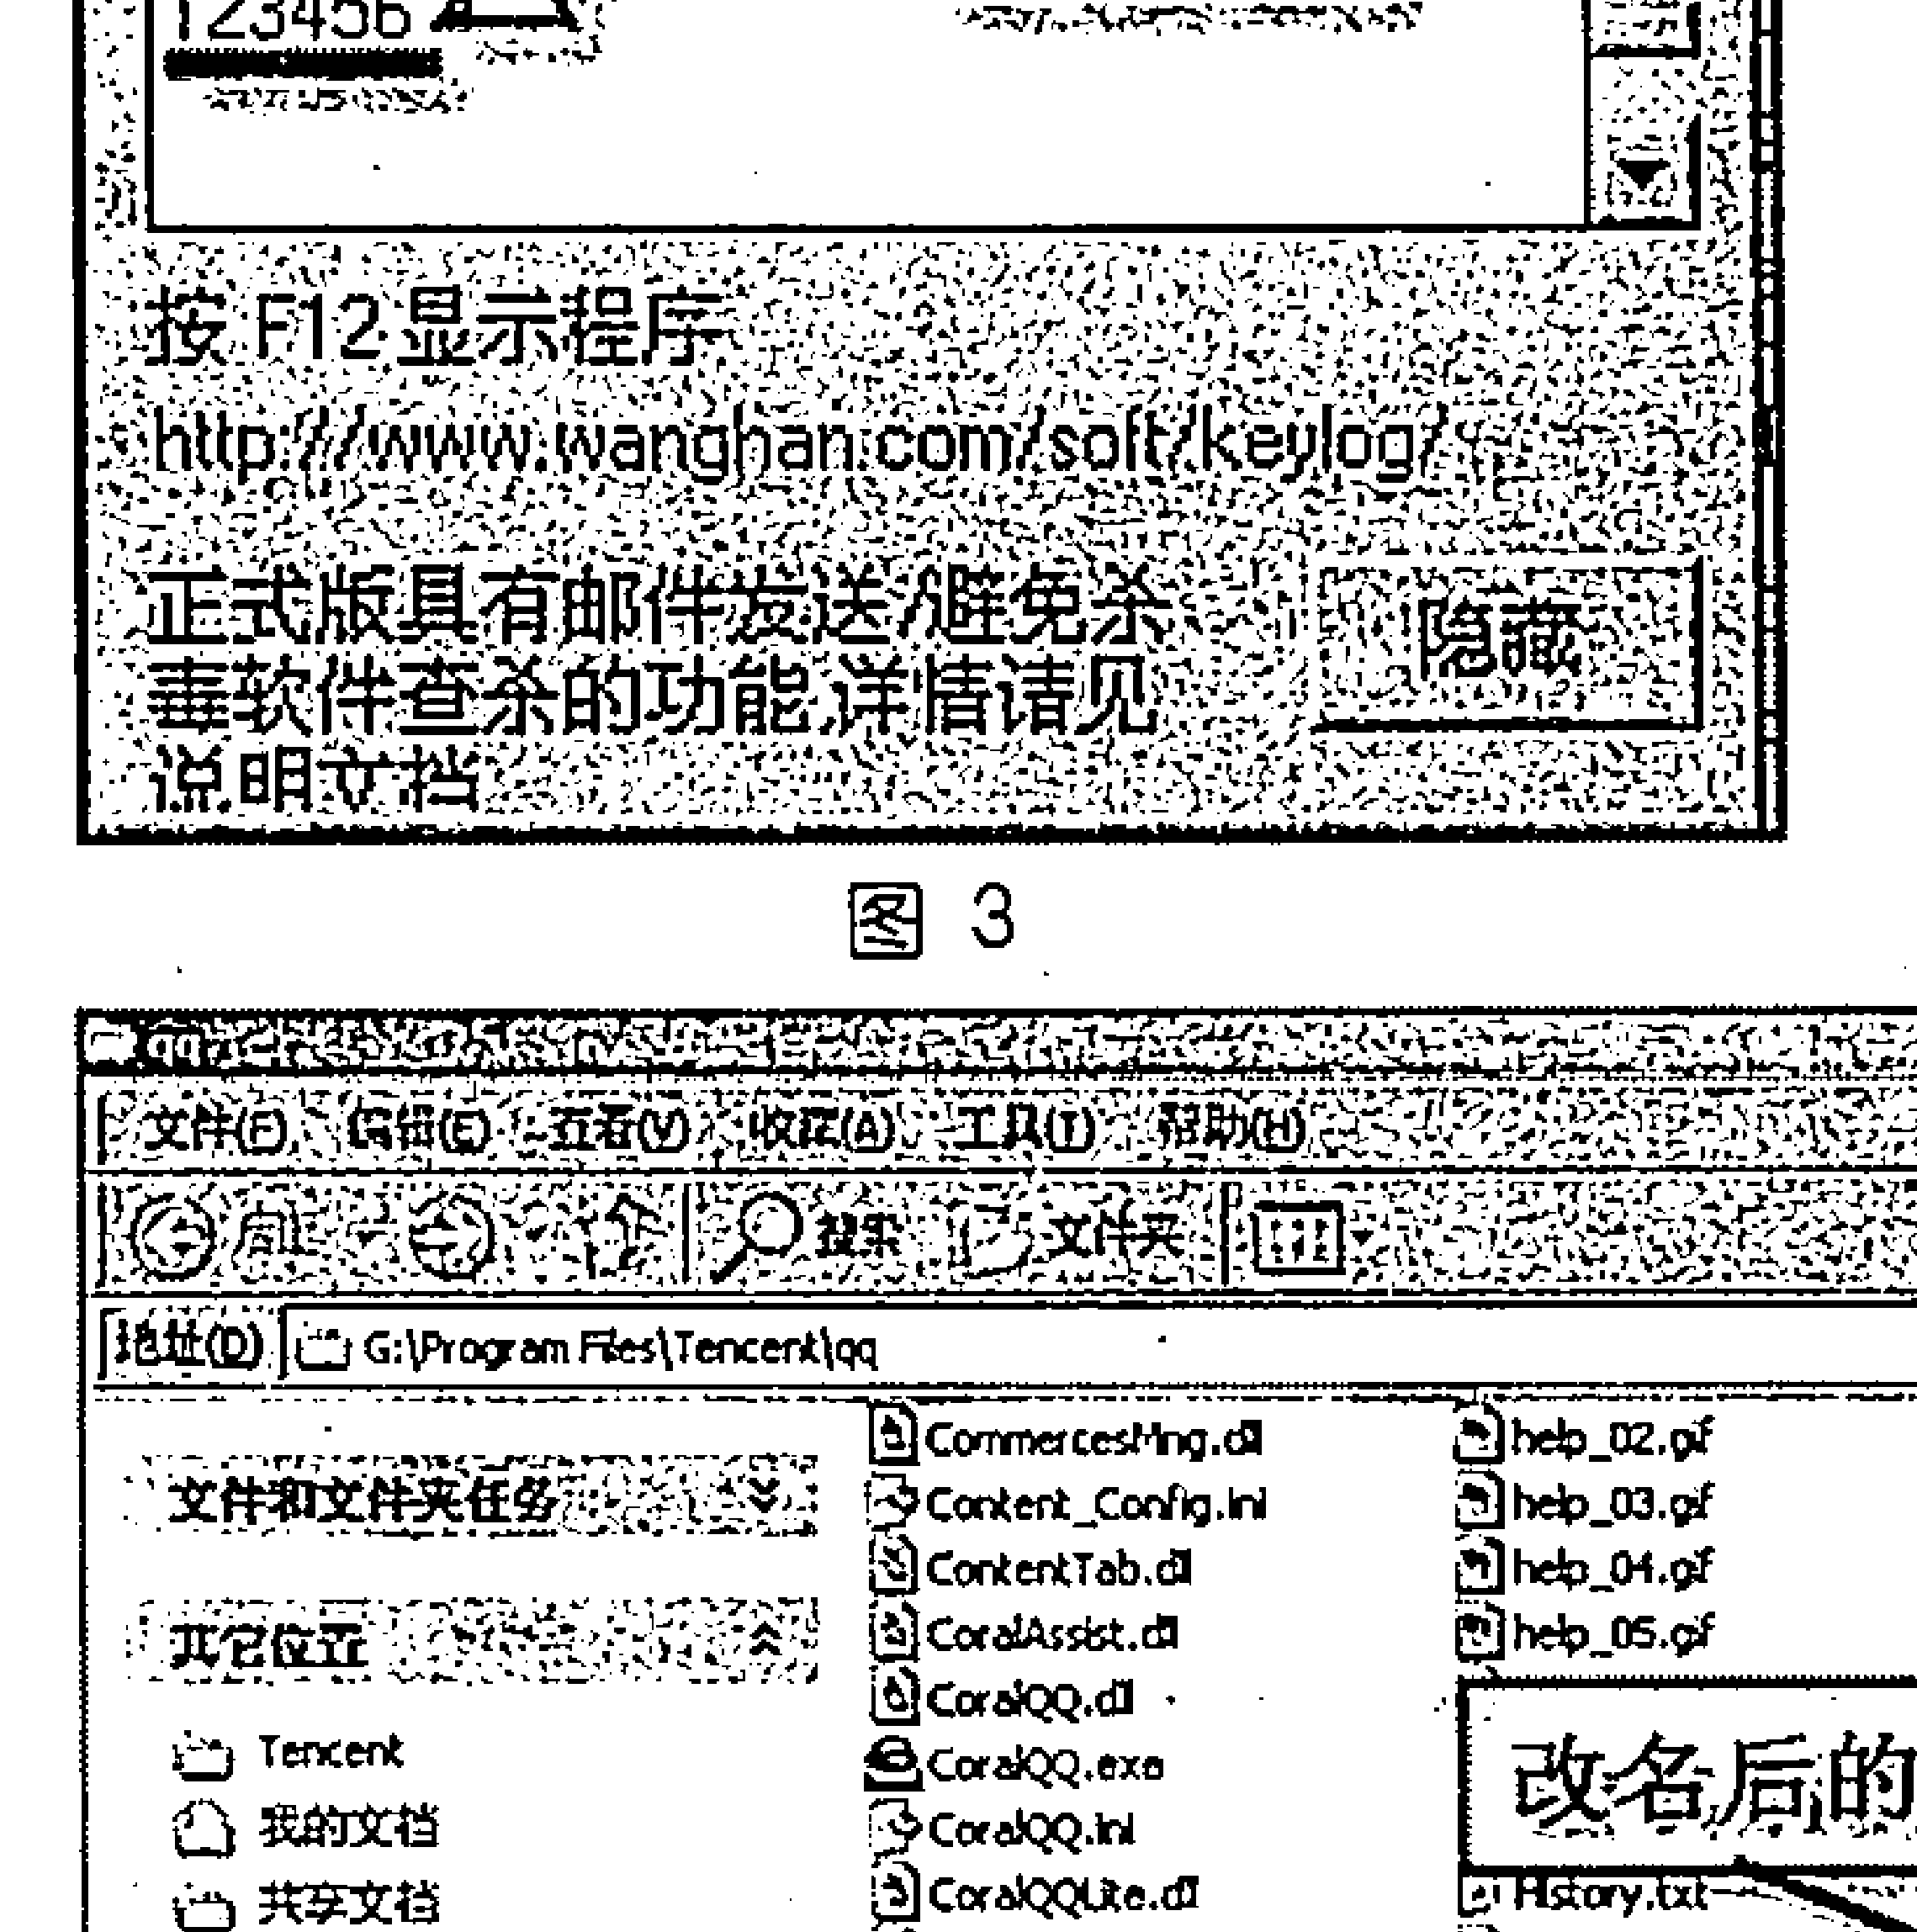 123456
按 F12 显示程序
http://www.wanghan.com/soft/keylog/
正式版具有邮件发送/避免杀
毒软件查杀的功能,详情请见
说明文档
隐藏
图 3
qq
文件(F) 编辑(E) 查看(V) 收藏(A) 工具(T) 帮助(H)
搜索 文件夹
地址(D) G:\Program Files\Tencent\qq
文件和文件夹任务
其它位置
Tencent
我的文档
共享文档
CommercesMng.dll
Content_Config.ini
ContentTab.dll
CoralAssist.dll
CoralQQ.dll
CoralQQ.exe
CoralQQ.ini
CoralQQLite.dll
help_02.gif
help_03.gif
help_04.gif
help_05.gif
改名后的
History.txt